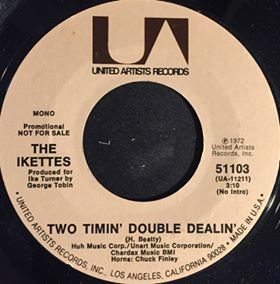 UA
UNITED ARTISTS RECORDS
MONO
Promotional
NOT FOR SALE
THE
IKETTES
Produced for
Ike Turner by
George Tobin
℗1972
United Artists
Records, Inc.
51103
(UA-11211)
3:10
(No Intro)
TWO TIMIN' DOUBLE DEALIN'
(H. Beatty)
Huh Music Corp./Unart Music Corporation/
Chardax Music BMI
Horns: Chuck Finley
• UNITED ARTISTS RECORDS, INC., LOS ANGELES, CALIFORNIA 90028 • MADE IN U.S.A.